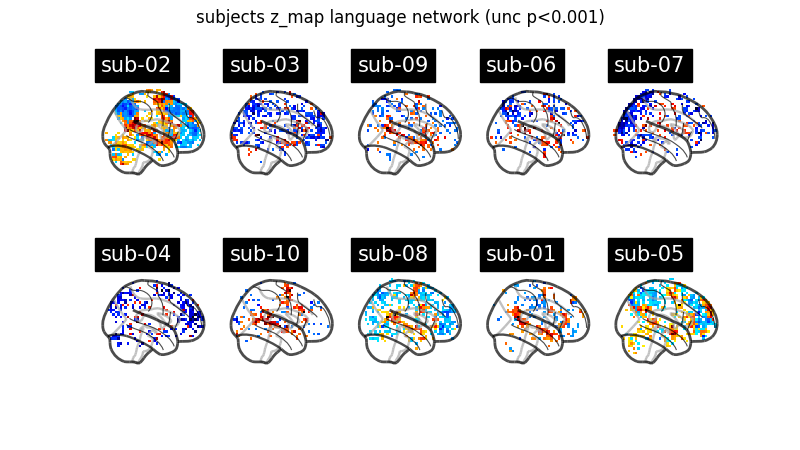 subjects z_map language network (unc p<0.001)
sub-02 sub-03 sub-09 sub-06 sub-07
sub-04 sub-10 sub-08 sub-01 sub-05